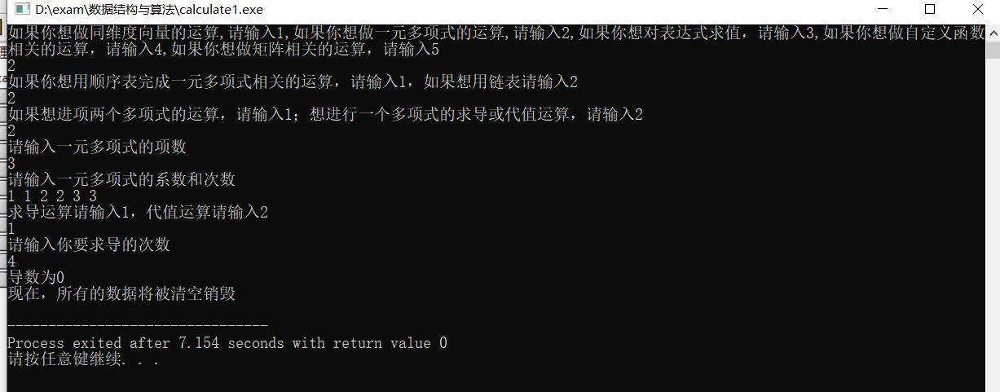 D:\exam\数据结构与算法\calculate1.exe
如果你想做同维度向量的运算,请输入1,如果你想做一元多项式的运算,请输入2,如果你想对表达式求值，请输入3,如果你想做自定义函数
相关的运算，请输入4,如果你想做矩阵相关的运算，请输入5
2
如果你想用顺序表完成一元多项式相关的运算，请输入1，如果想用链表请输入2
2
如果想进项两个多项式的运算，请输入1；想进行一个多项式的求导或代值运算，请输入2
2
请输入一元多项式的项数
3
请输入一元多项式的系数和次数
1 1 2 2 3 3
求导运算请输入1，代值运算请输入2
1
请输入你要求导的次数
4
导数为0
现在，所有的数据将被清空销毁
--------------------------------
Process exited after 7.154 seconds with return value 0
请按任意键继续. . .